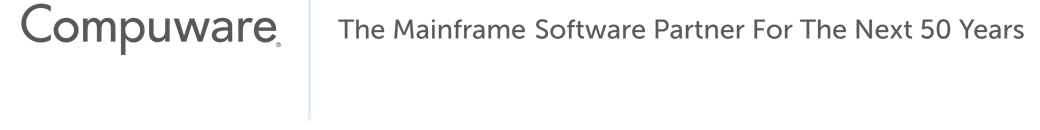 Compuware®
The Mainframe Software Partner For The Next 50 Years